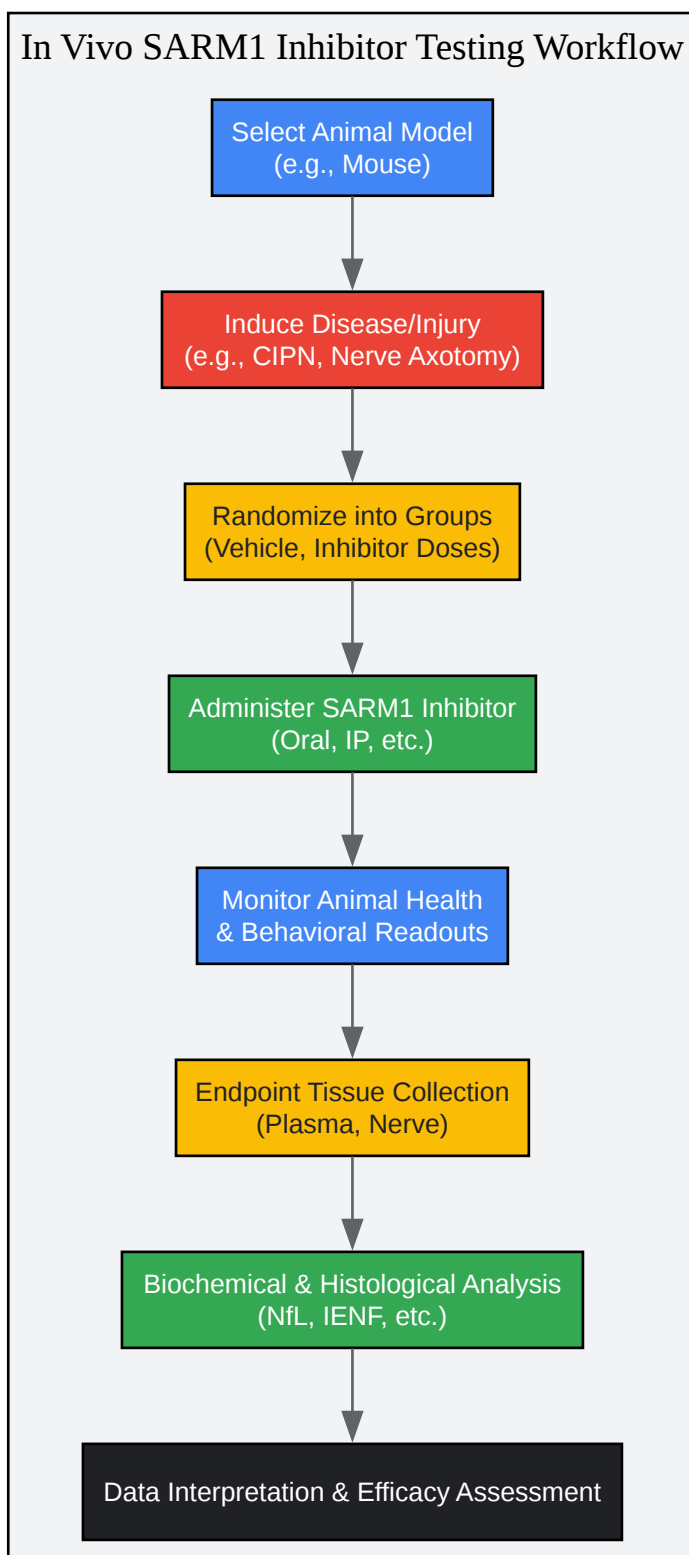 In Vivo SARM1 Inhibitor Testing Workflow
Select Animal Model
(e.g., Mouse)
Induce Disease/Injury
(e.g., CIPN, Nerve Axotomy)
Randomize into Groups
(Vehicle, Inhibitor Doses)
Administer SARM1 Inhibitor
(Oral, IP, etc.)
Monitor Animal Health
& Behavioral Readouts
Endpoint Tissue Collection
(Plasma, Nerve)
Biochemical & Histological Analysis
(NfL, IENF, etc.)
Data Interpretation & Efficacy Assessment